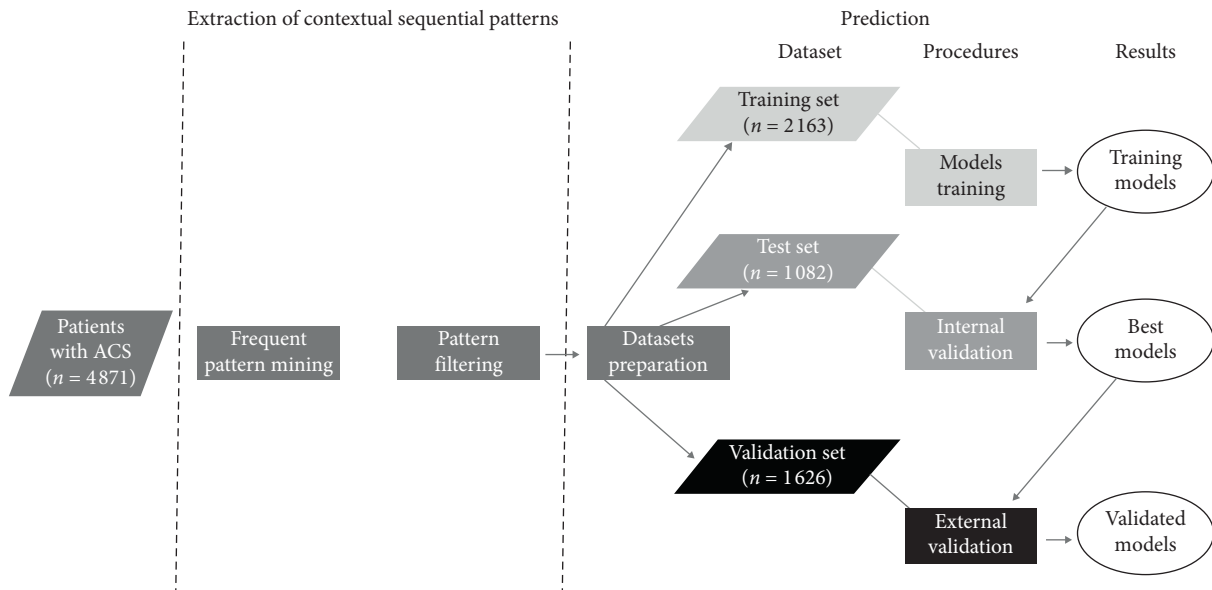 Extraction of contextual sequential patterns
Prediction
Dataset
Procedures
Results
Training set
(n = 2163)
Models
training
Training
models
Test set
(n = 1082)
Patients
with ACS
(n = 4871)
Frequent
pattern mining
Pattern
filtering
Datasets
preparation
Internal
validation
Best
models
Validation set
(n = 1626)
External
validation
Validated
models